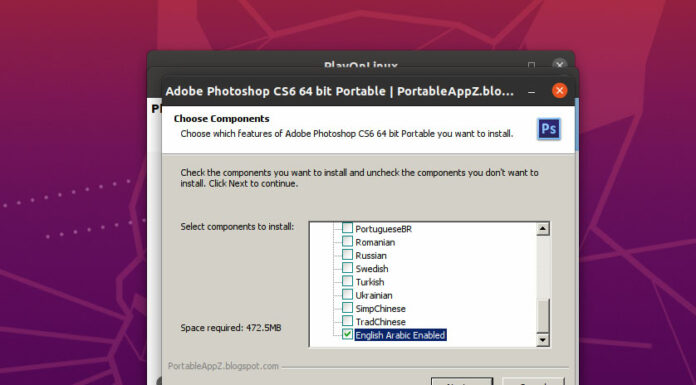 PlayOnLinux
Adobe Photoshop CS6 64 bit Portable | PortableAppZ.blo...
Choose Components
Choose which features of Adobe Photoshop CS6 64 bit Portable you want to install.
Ps
Check the components you want to install and uncheck the components you don't want to
install. Click Next to continue.
Select components to install:
PortugueseBR
Romanian
Russian
Swedish
Turkish
Ukrainian
SimpChinese
TradChinese
English Arabic Enabled
Space required: 472.5MB
PortableAppZ.blogspot.com